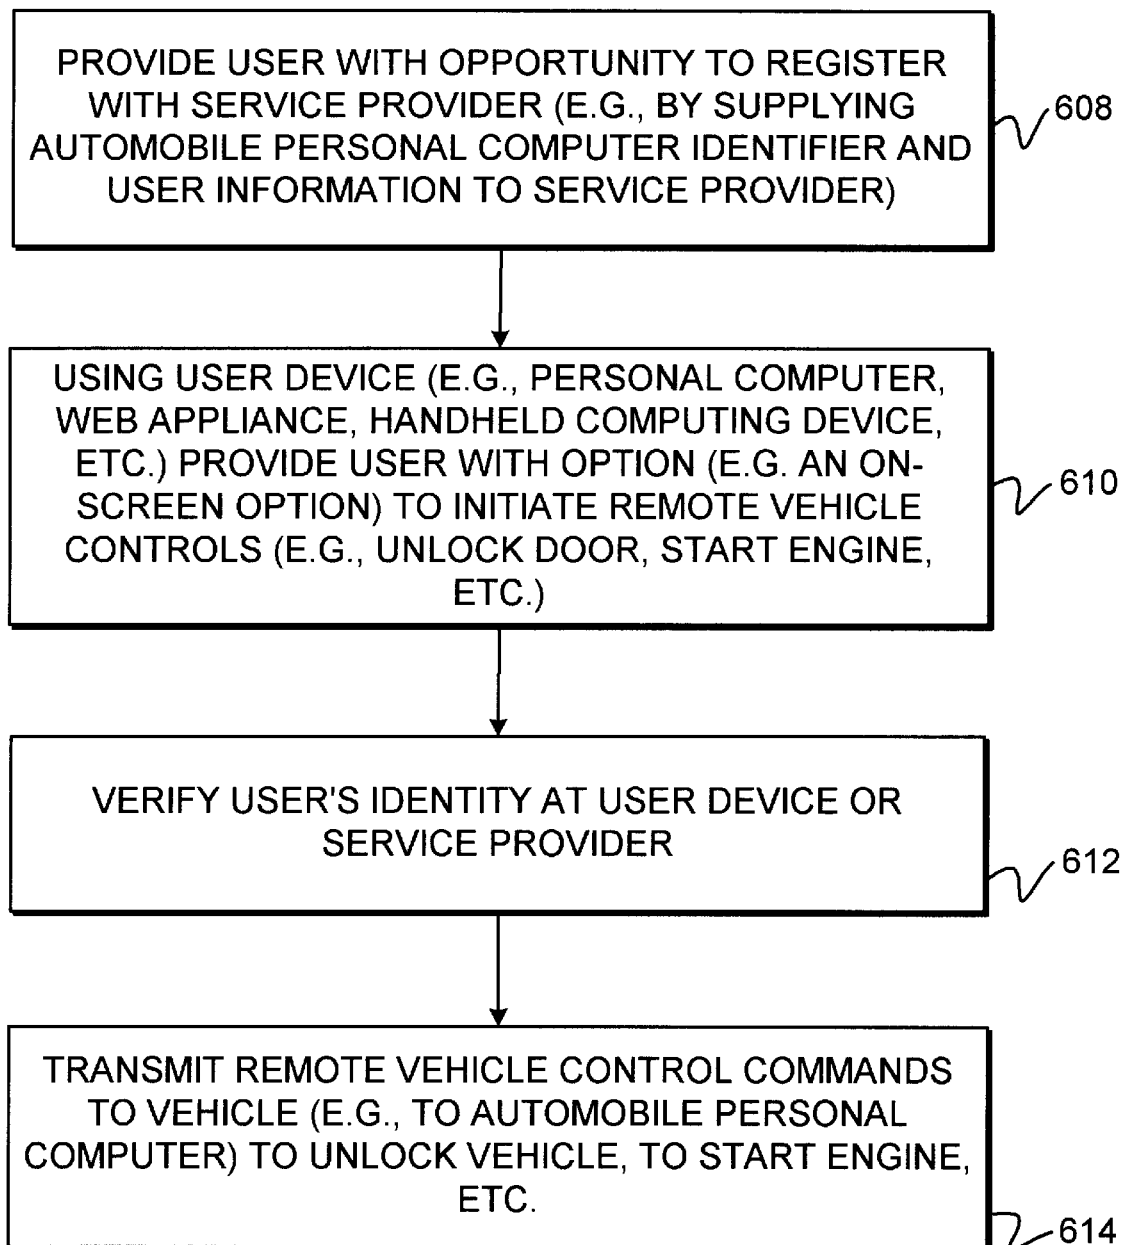 PROVIDE USER WITH OPPORTUNITY TO REGISTER
WITH SERVICE PROVIDER (E.G., BY SUPPLYING
AUTOMOBILE PERSONAL COMPUTER IDENTIFIER AND
USER INFORMATION TO SERVICE PROVIDER)
608
USING USER DEVICE (E.G., PERSONAL COMPUTER,
WEB APPLIANCE, HANDHELD COMPUTING DEVICE,
ETC.) PROVIDE USER WITH OPTION (E.G. AN ON-
SCREEN OPTION) TO INITIATE REMOTE VEHICLE
CONTROLS (E.G., UNLOCK DOOR, START ENGINE,
ETC.)
610
VERIFY USER'S IDENTITY AT USER DEVICE OR
SERVICE PROVIDER
612
TRANSMIT REMOTE VEHICLE CONTROL COMMANDS
TO VEHICLE (E.G., TO AUTOMOBILE PERSONAL
COMPUTER) TO UNLOCK VEHICLE, TO START ENGINE,
ETC.
614